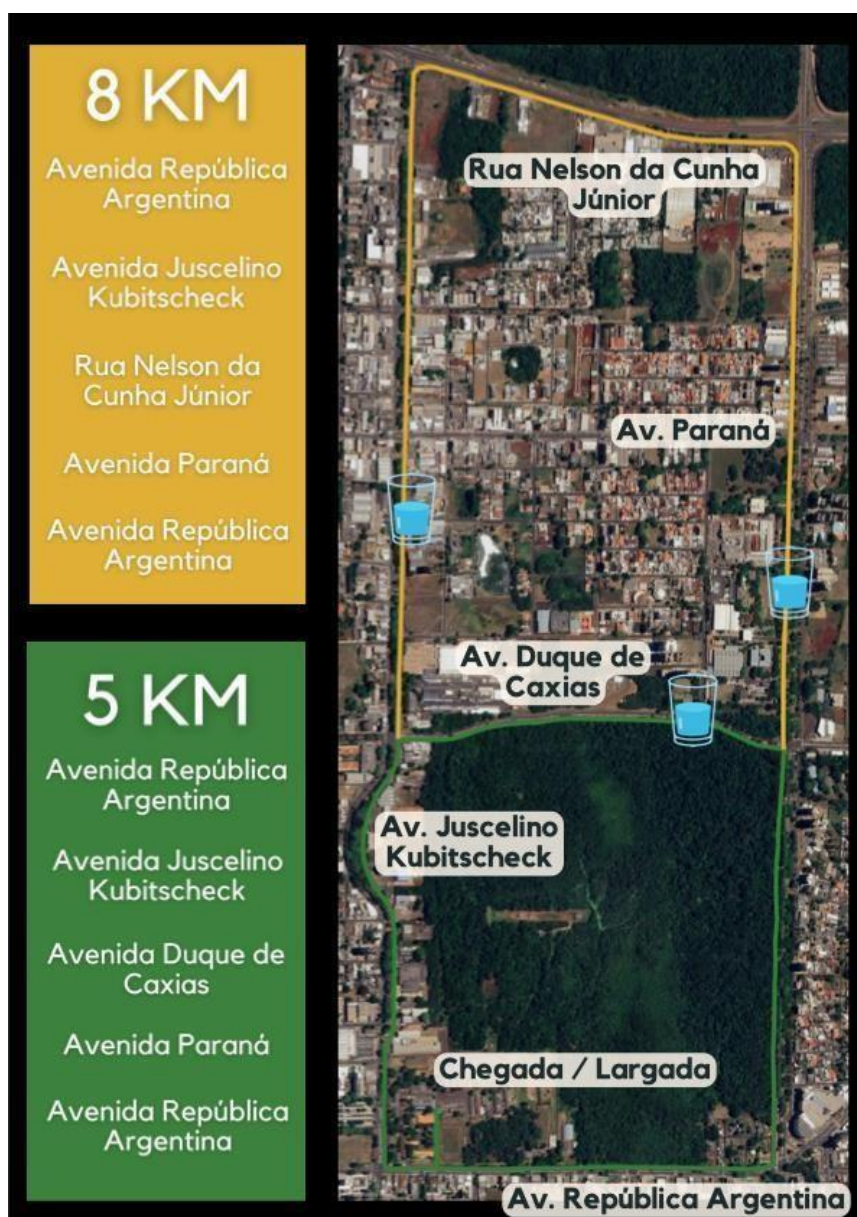 8 KM
Avenida República
Argentina
Avenida Juscelino
Kubitscheck
Rua Nelson da
Cunha Júnior
Avenida Paraná
Avenida República
Argentina
5 KM
Avenida República
Argentina
Avenida Juscelino
Kubitscheck
Avenida Duque de
Caxias
Avenida Paraná
Avenida República
Argentina
Rua Nelson da Cunha
Júnior
Av. Paraná
Av. Duque de
Caxias
Av. Juscelino
Kubitscheck
Chegada / Largada
Av. República Argentina